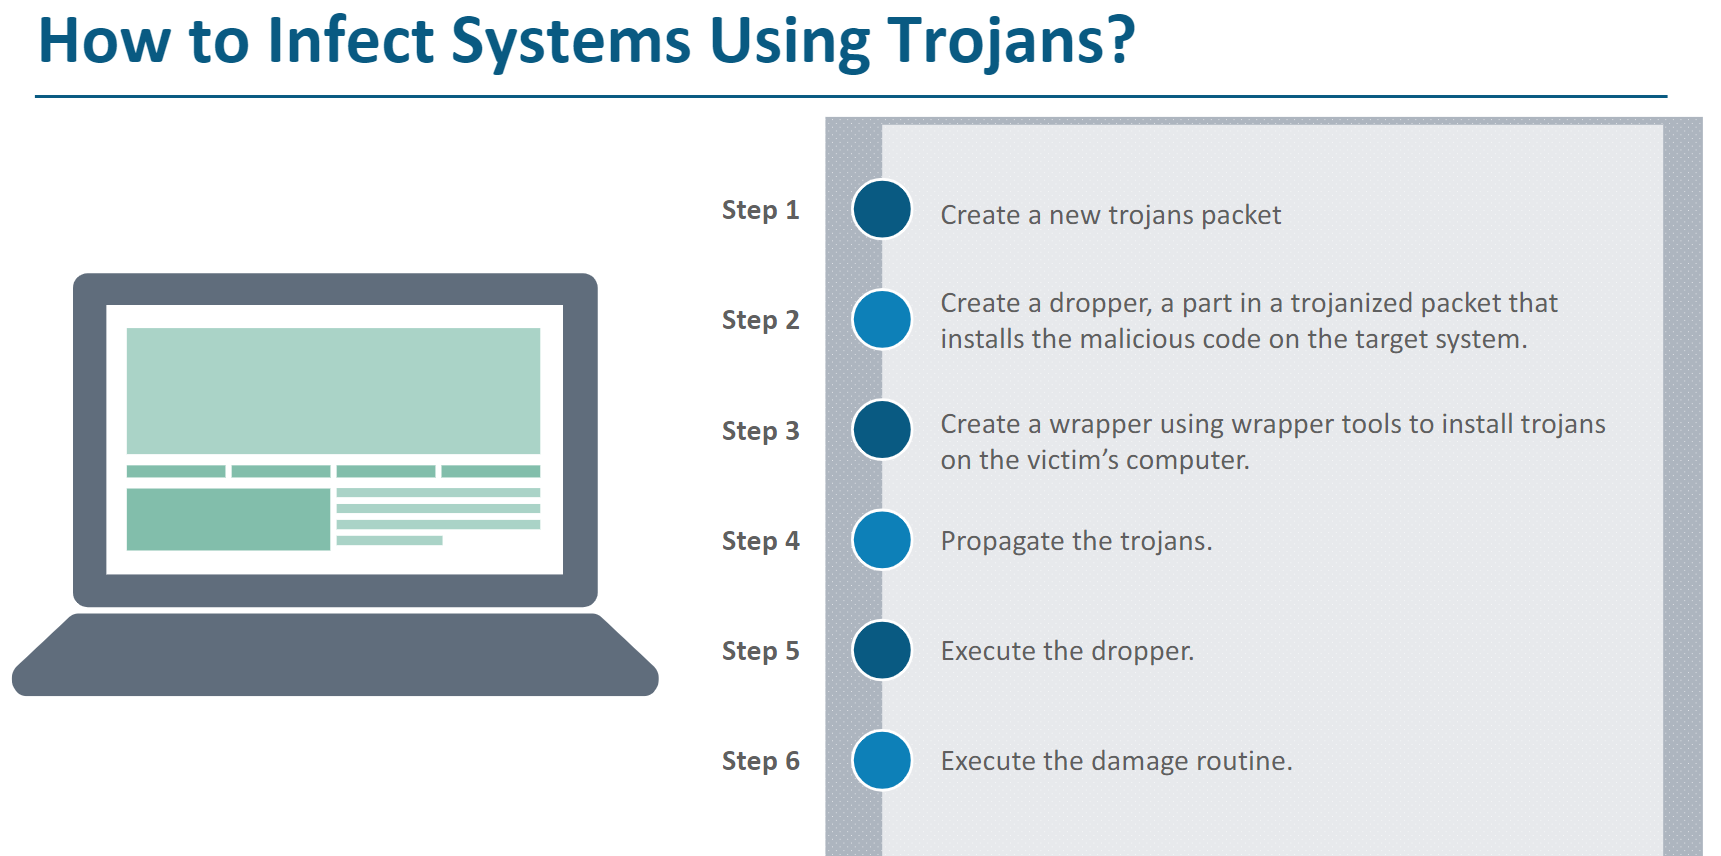 How to Infect Systems Using Trojans?
Step 1
Create a new trojans packet
Step 2
Create a dropper, a part in a trojanized packet that
installs the malicious code on the target system.
Step 3
Create a wrapper using wrapper tools to install trojans
on the victim’s computer.
Step 4
Propagate the trojans.
Step 5
Execute the dropper.
Step 6
Execute the damage routine.